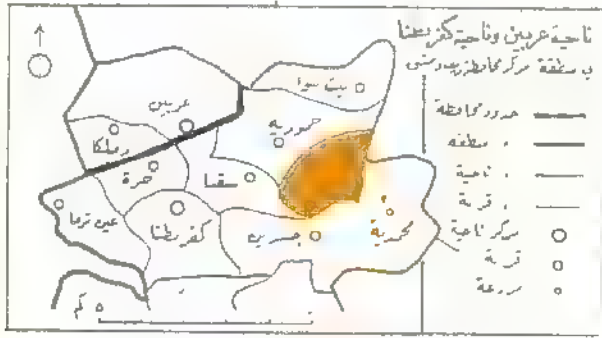 ناحية عربين وناحية كفربطنا
في منطقة مركز محافظة ريف دمشق
حدود محافظة
، منطقة
، ناحية
، قرية
مركز ناحية
قرية
مزرعة
بيت سوا
عربين
حمورية
زملكا
حزة
سقبا
عين ترما
كفربطنا
جسرين
محمدية
كم